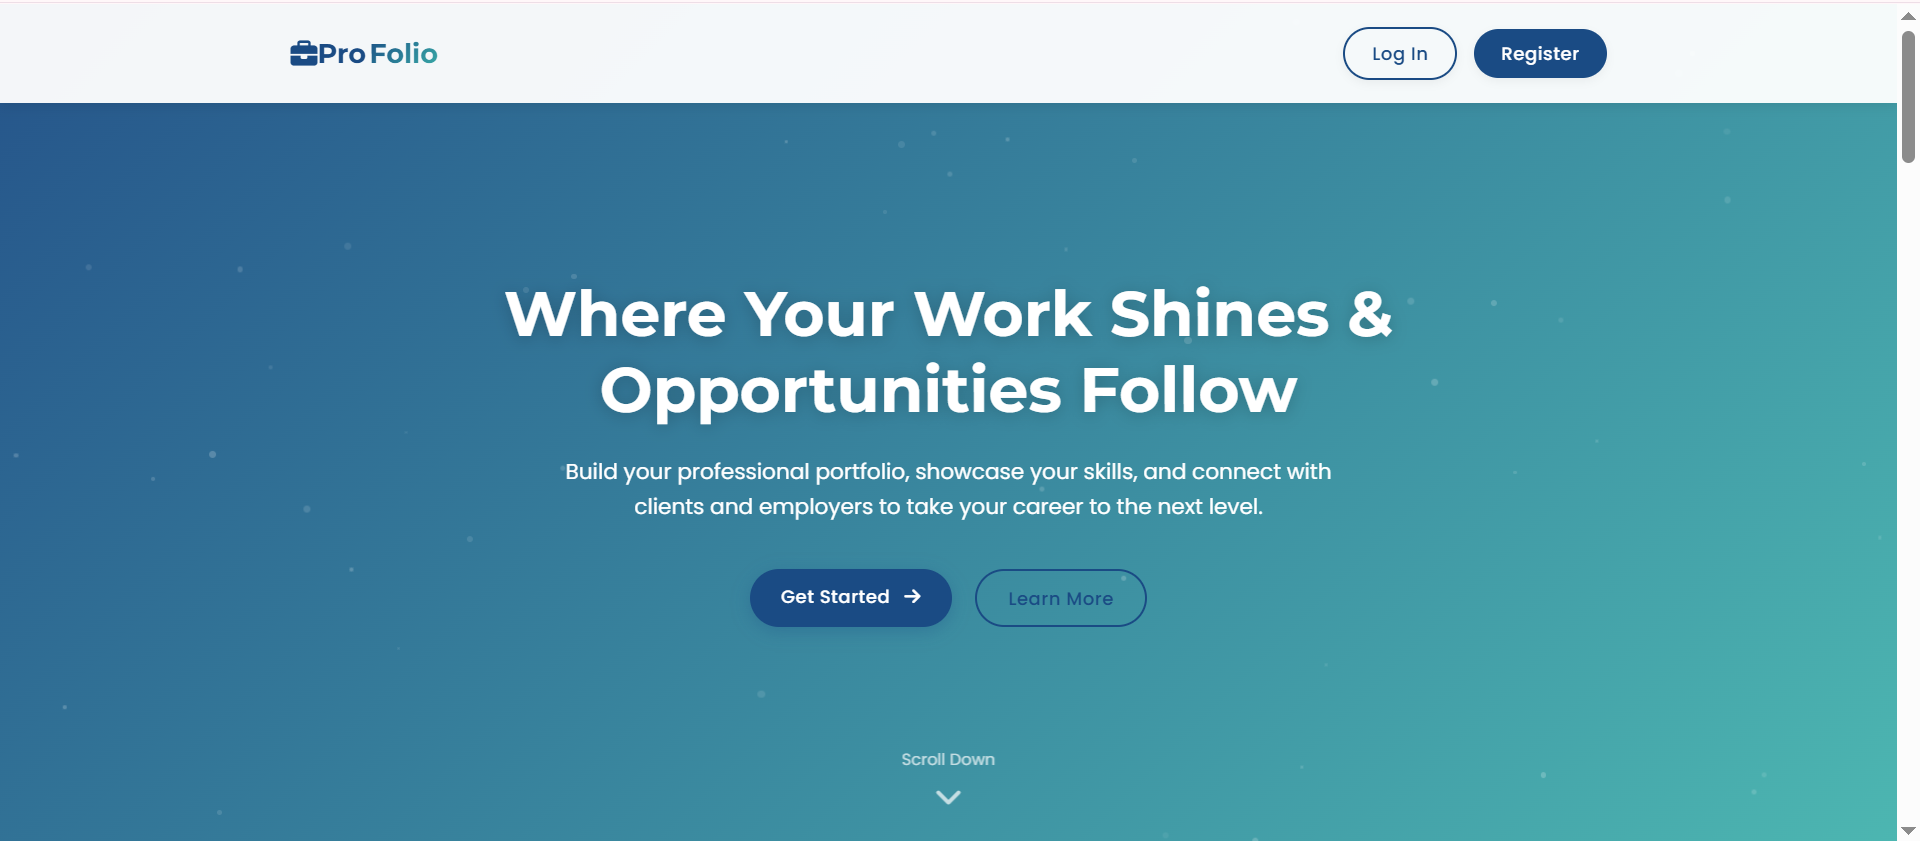 Pro Folio
Log In
Register
Where Your Work Shines &
Opportunities Follow
Build your professional portfolio, showcase your skills, and connect with
clients and employers to take your career to the next level.
Get Started
Learn More
Scroll Down